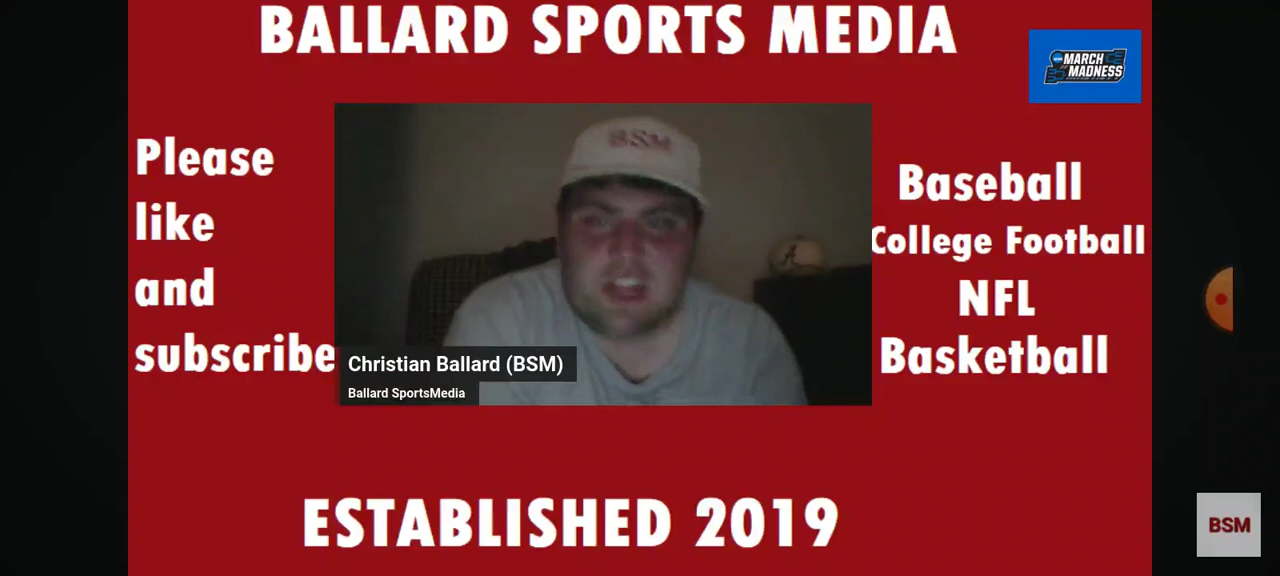 BALLARD SPORTS MEDIA
MARCH
MADNESS
Please
like
and
subscribe
BSM
Baseball
College Football
NFL
Basketball
Christian Ballard (BSM)
Ballard SportsMedia
ESTABLISHED 2019
BSM